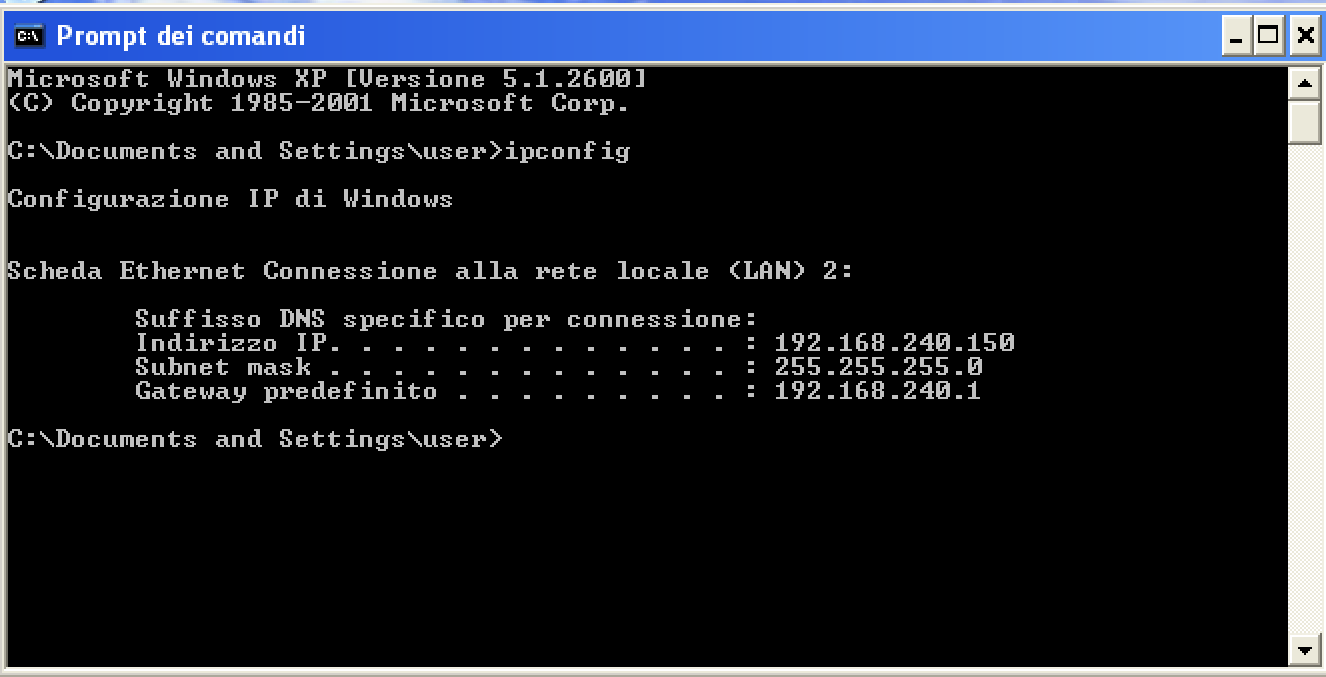 Prompt dei comandi
Microsoft Windows XP [Versione 5.1.2600]
(C) Copyright 1985-2001 Microsoft Corp.
C:\Documents and Settings\user>ipconfig
Configurazione IP di Windows
Scheda Ethernet Connessione alla rete locale (LAN) 2:
Suffisso DNS specifico per connessione:
Indirizzo IP. . . . . . . . . . . . . . : 192.168.240.150
Subnet mask . . . . . . . . . . . . . . : 255.255.255.0
Gateway predefinito . . . . . . . . . . : 192.168.240.1
C:\Documents and Settings\user>